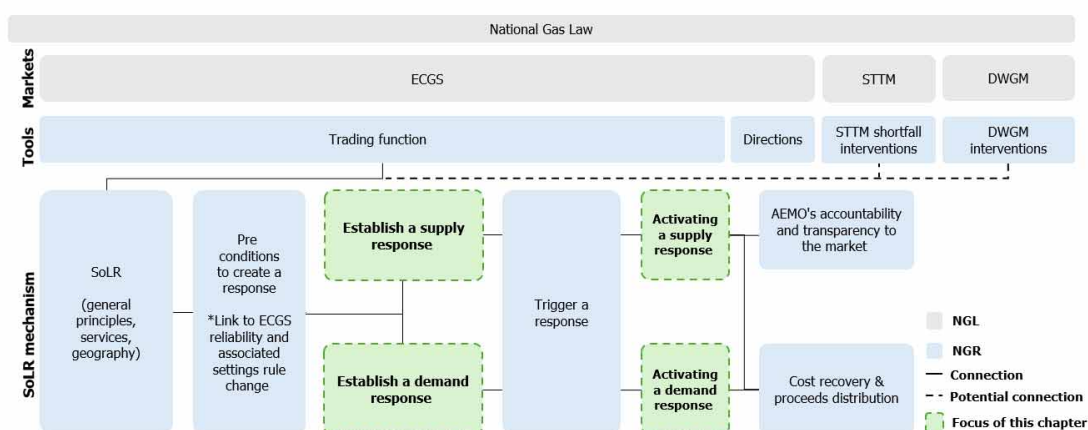 National Gas Law
Markets
ECGS
STTM
DWGM
Tools
Trading function
Directions
STTM shortfall
interventions
DWGM
interventions
SoLR mechanism
SoLR
(general
principles,
services,
geography)
Pre
conditions
to create a
response
*Link to ECGS
reliability and
associated
settings rule
change
Establish a supply
response
Establish a demand
response
Trigger a
response
Activating
a supply
response
Activating
a demand
response
AEMO's accountability
and transparency to
the market
Cost recovery &
proceeds distribution
NGL
NGR
Connection
Potential connection
Focus of this chapter